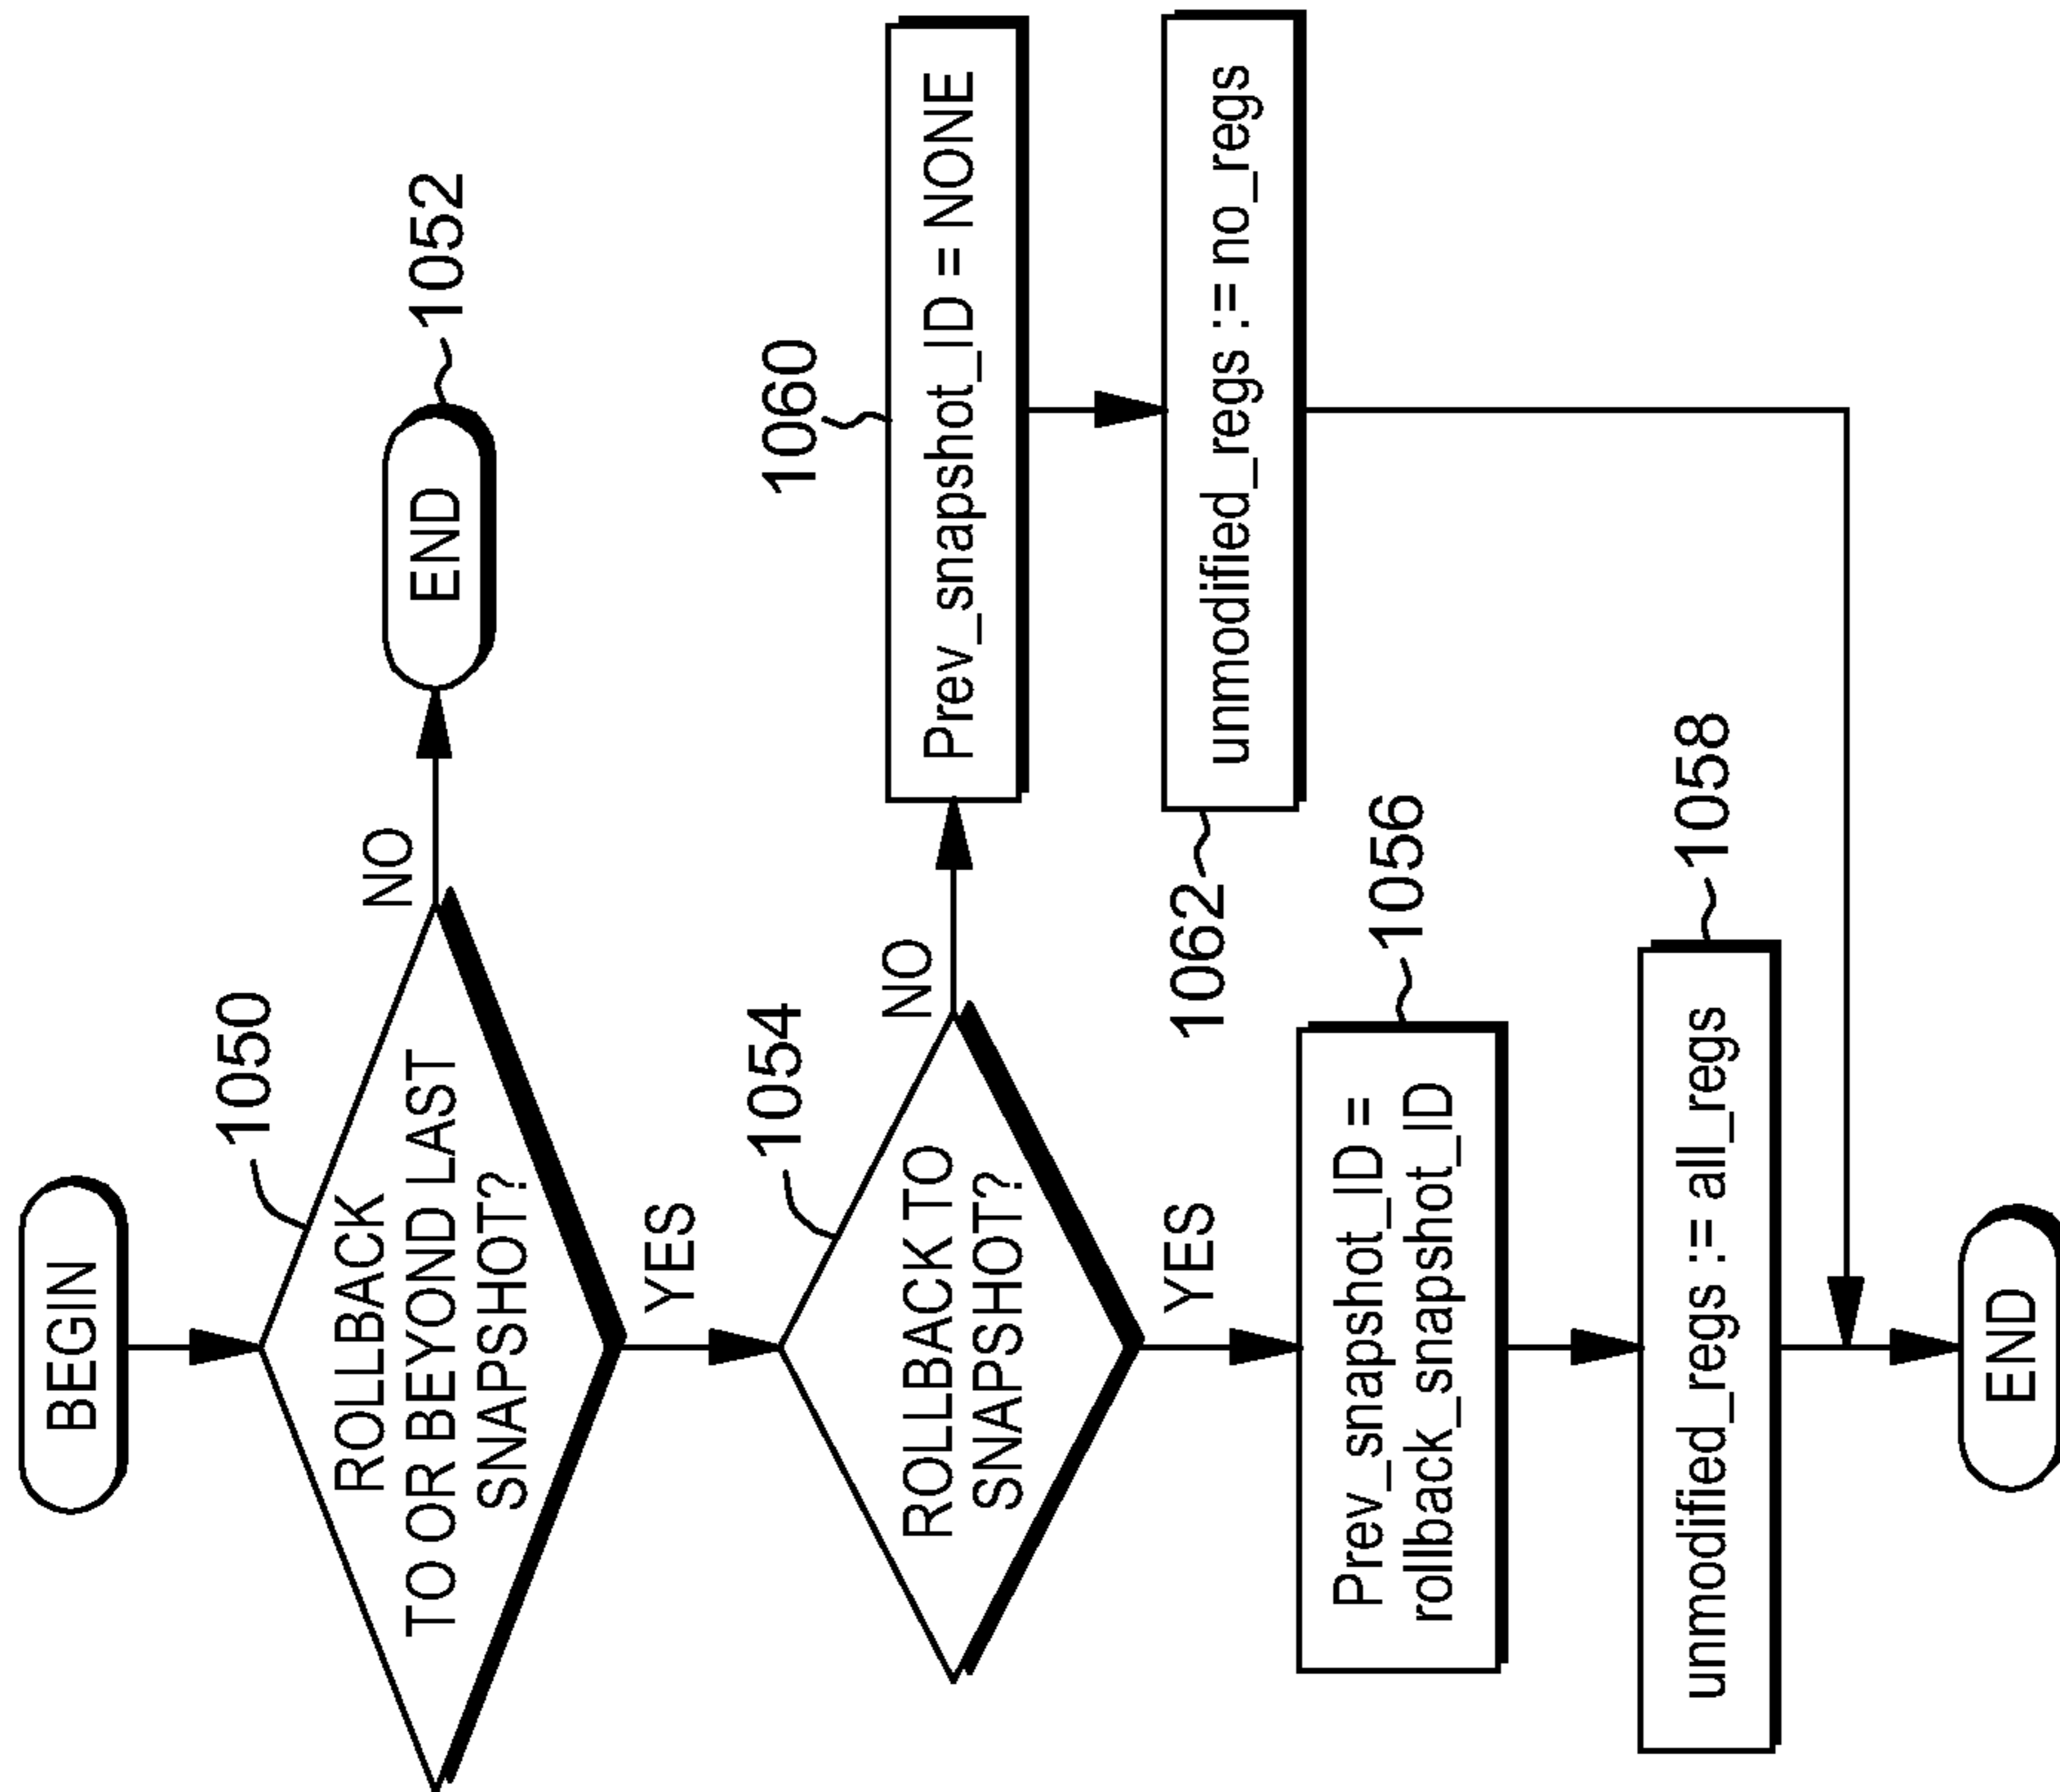 BEGIN
1050
ROLLBACK
TO OR BEYOND LAST
SNAPSHOT?
NO
END
1052
YES
1054
ROLLBACK TO
SNAPSHOT?
NO
1060
Prev_snapshot_ID = NONE
1062
unmodified_regs := no_regs
YES
1056
Prev_snapshot_ID =
rollback_snapshot_ID
1058
unmodified_regs := all_regs
END